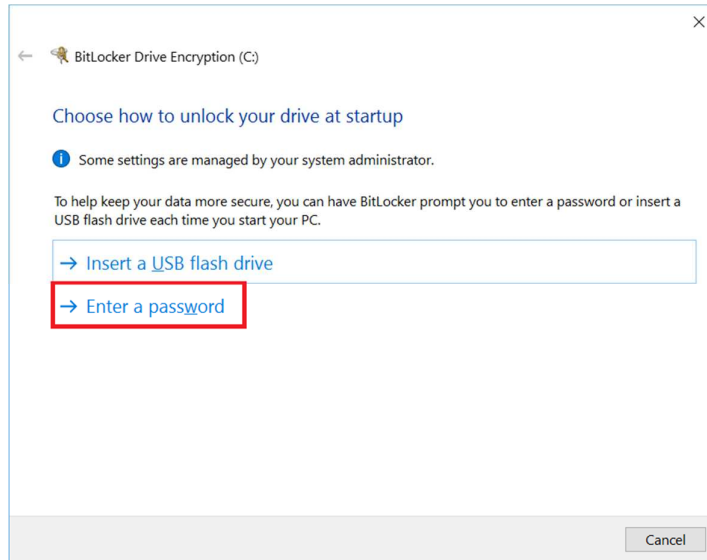 BitLocker Drive Encryption (C:)
Choose how to unlock your drive at startup
Some settings are managed by your system administrator.
To help keep your data more secure, you can have BitLocker prompt you to enter a password or insert a
USB flash drive each time you start your PC.
Insert a USB flash drive
Enter a password
Cancel